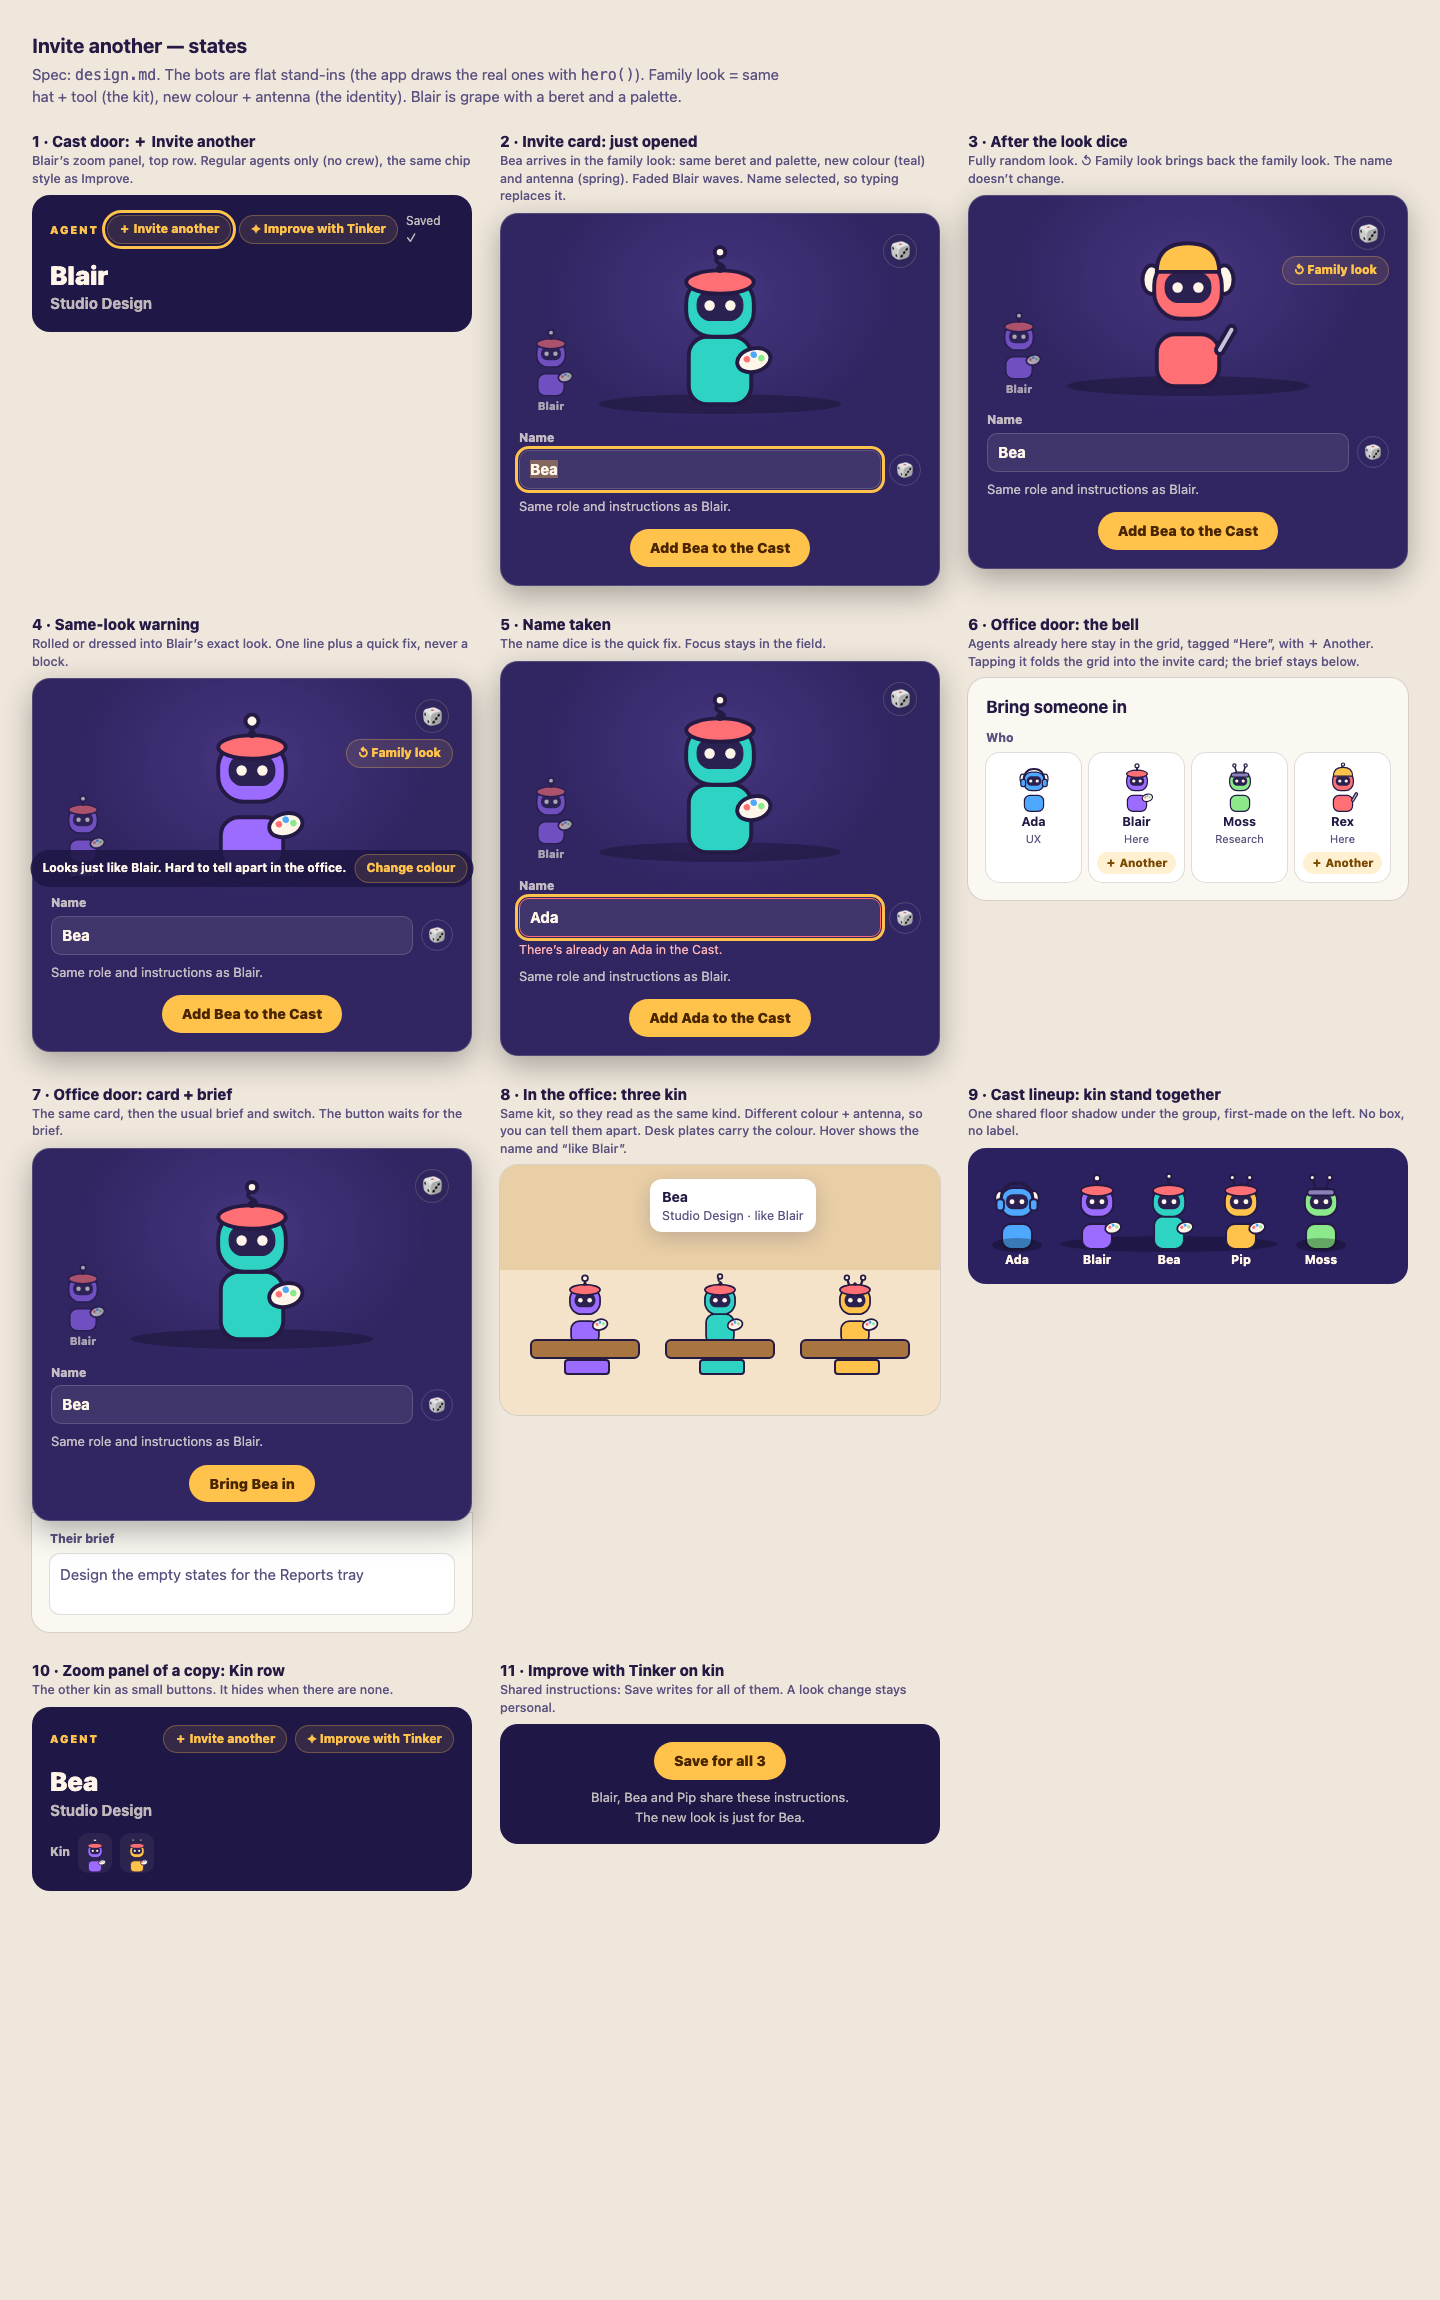 Invite another — states
Spec: design.md. The bots are flat stand-ins (the app draws the real ones with hero()). Family look = same
hat + tool (the kit), new colour + antenna (the identity). Blair is grape with a beret and a palette.
1 · Cast door: + Invite another
Blair’s zoom panel, top row. Regular agents only (no crew), the same chip
style as Improve.
AGENT
+ Invite another
✦ Improve with Tinker
Saved
✓
Blair
Studio Design
2 · Invite card: just opened
Bea arrives in the family look: same beret and palette, new colour (teal)
and antenna (spring). Faded Blair waves. Name selected, so typing
replaces it.
Blair
Name
Bea
Same role and instructions as Blair.
Add Bea to the Cast
3 · After the look dice
Fully random look. ↺ Family look brings back the family look. The name
doesn’t change.
↺ Family look
Blair
Name
Bea
Same role and instructions as Blair.
Add Bea to the Cast
4 · Same-look warning
Rolled or dressed into Blair’s exact look. One line plus a quick fix, never a
block.
↺ Family look
Looks just like Blair. Hard to tell apart in the office.
Change colour
Name
Bea
Same role and instructions as Blair.
Add Bea to the Cast
5 · Name taken
The name dice is the quick fix. Focus stays in the field.
Blair
Name
Ada
There’s already an Ada in the Cast.
Same role and instructions as Blair.
Add Ada to the Cast
6 · Office door: the bell
Agents already here stay in the grid, tagged “Here”, with + Another.
Tapping it folds the grid into the invite card; the brief stays below.
Bring someone in
Who
Ada
UX
Blair
Here
+ Another
Moss
Research
Rex
Here
+ Another
7 · Office door: card + brief
The same card, then the usual brief and switch. The button waits for the
brief.
Blair
Name
Bea
Same role and instructions as Blair.
Bring Bea in
Their brief
Design the empty states for the Reports tray
8 · In the office: three kin
Same kit, so they read as the same kind. Different colour + antenna, so
you can tell them apart. Desk plates carry the colour. Hover shows the
name and “like Blair”.
Bea
Studio Design · like Blair
9 · Cast lineup: kin stand together
One shared floor shadow under the group, first-made on the left. No box,
no label.
Ada
Blair
Bea
Pip
Moss
10 · Zoom panel of a copy: Kin row
The other kin as small buttons. It hides when there are none.
AGENT
+ Invite another
✦ Improve with Tinker
Bea
Studio Design
Kin
11 · Improve with Tinker on kin
Shared instructions: Save writes for all of them. A look change stays
personal.
Save for all 3
Blair, Bea and Pip share these instructions.
The new look is just for Bea.